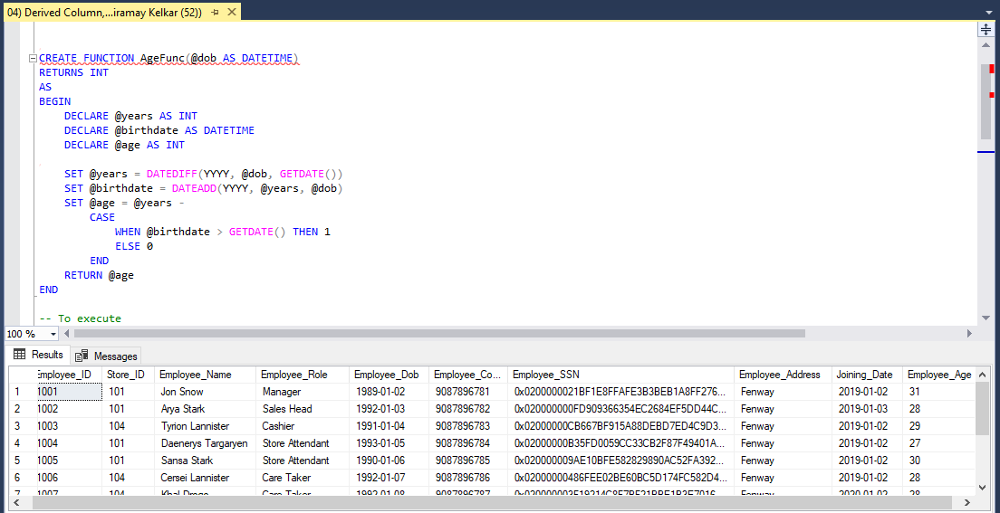 04) Derived Column,...iramay Kelkar (52))
CREATE FUNCTION AgeFunc(@dob AS DATETIME)
RETURNS INT
AS
BEGIN
DECLARE @years AS INT
DECLARE @birthdate AS DATETIME
DECLARE @age AS INT
SET @years = DATEDIFF(YYYY, @dob, GETDATE())
SET @birthdate = DATEADD(YYYY, @years, @dob)
SET @age = @years -
CASE
WHEN @birthdate > GETDATE() THEN 1
ELSE 0
END
RETURN @age
END
-- To execute
100 %
Results Messages
Employee_ID Store_ID Employee_Name Employee_Role Employee_Dob Employee_Co... Employee_SSN Employee_Address Joining_Date Employee_Age
1 1001 101 Jon Snow Manager 1989-01-02 9087896781 0x0200000021BF1E8FFAFE3B3BEB1A8FF276... Fenway 2019-01-02 31
2 1002 101 Arya Stark Sales Head 1992-01-03 9087896782 0x020000000FD909366354EC2684EF5DD44C... Fenway 2019-01-03 28
3 1003 104 Tyrion Lannister Cashier 1991-01-04 9087896783 0x02000000CB667BF915A88DEBD7ED4C9D3... Fenway 2019-01-02 29
4 1004 101 Daenerys Targaryen Store Attendant 1993-01-05 9087896784 0x02000000B35FD0059CC33CB2F87F49401A... Fenway 2019-01-02 27
5 1005 101 Sansa Stark Store Attendant 1990-01-06 9087896785 0x020000009AE10BFE582829890AC52FA392... Fenway 2019-01-02 30
6 1006 104 Cersei Lannister Care Taker 1992-01-07 9087896786 0x02000000486FEE02BE60BC5D174FC582D4... Fenway 2019-01-02 28
7 1007 104 Khal Drogo Care Taker 1992-01-08 9087896787 Fenway 2020-01-02 28